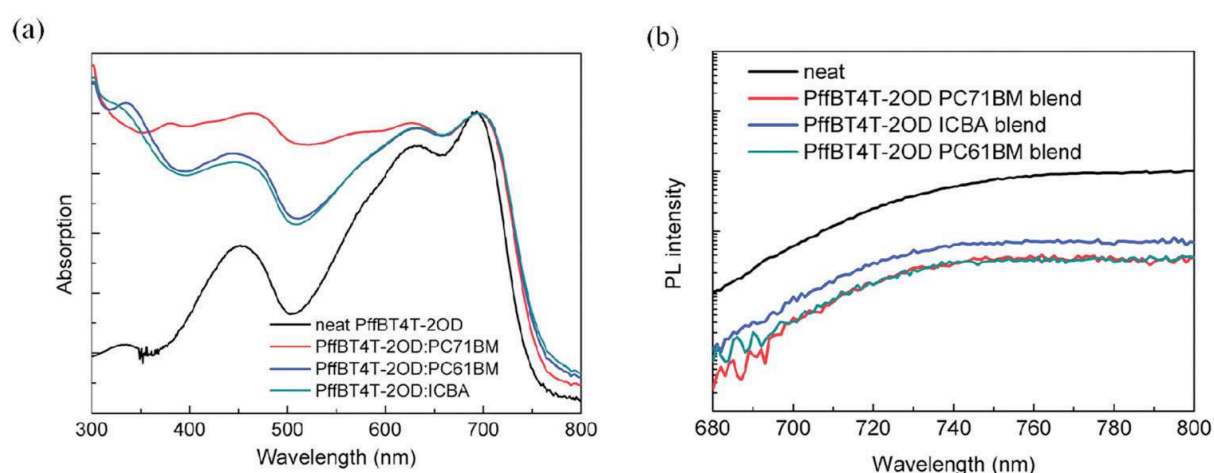 (a)
Absorption
neat PffBT4T-2OD
PffBT4T-2OD:PC71BM
PffBT4T-2OD:PC61BM
PffBT4T-2OD:ICBA
300 400 500 600 700 800
Wavelength (nm)
(b)
PL intensity
neat
PffBT4T-2OD PC71BM blend
PffBT4T-2OD ICBA blend
PffBT4T-2OD PC61BM blend
680 700 720 740 760 780 800
Wavelength (nm)